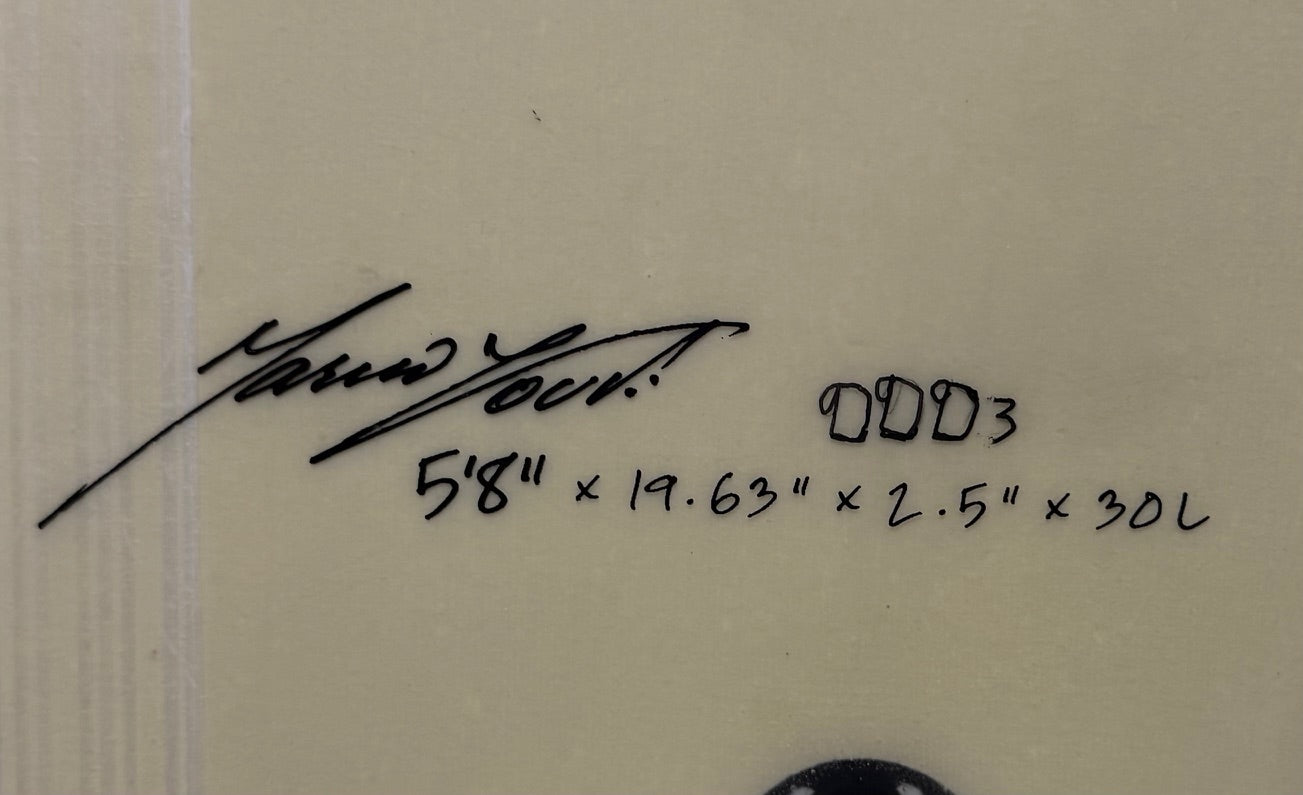 DDD3
5'8" x 19.63" x 2.5" x 30L